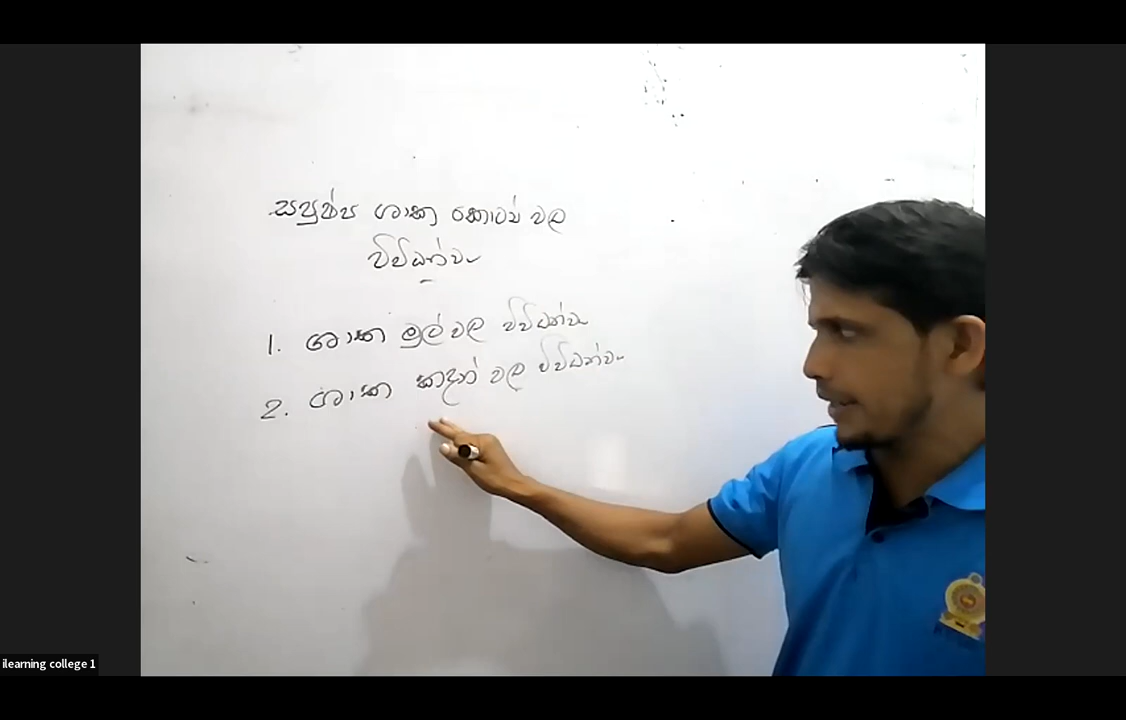 සපුෂ්ප ශාක කොටස් වල
විවිධත්වය
1. ශාක මුල් වල විවිධත්වය
2. ශාක කඳන් වල විවිධත්වය
ilearning college 1